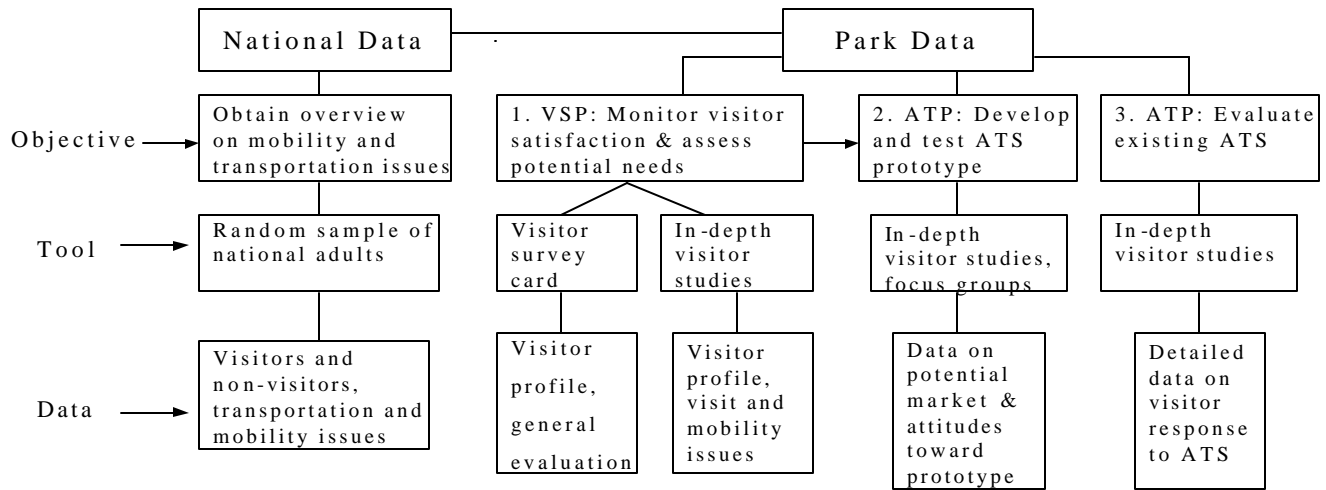 National Data
Park Data
Objective
Obtain overview
on mobility and
transportation issues
1. VSP: Monitor visitor
satisfaction & assess
potential needs
2. ATP: Develop
and test ATS
prototype
3. ATP: Evaluate
existing ATS
Tool
Random sample of
national adults
Visitor
survey
card
In-depth
visitor
studies
In-depth
visitor studies,
focus groups
In-depth
visitor studies
Data
Visitors and
non-visitors,
transportation and
mobility issues
Visitor
profile,
general
evaluation
Visitor
profile,
visit and
mobility
issues
Data on
potential
market &
attitudes
toward
prototype
Detailed
data on
visitor
response
to ATS